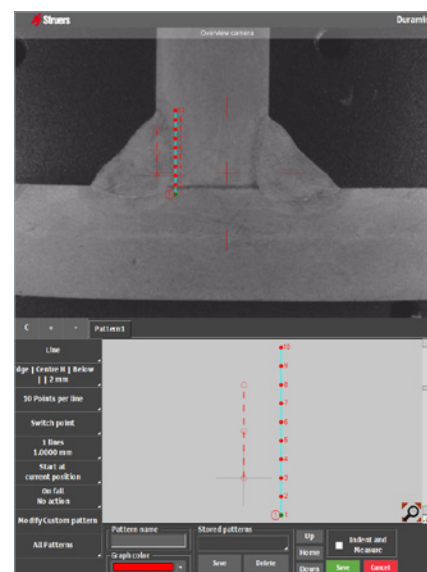 Struers
Duramin
Overview camera
Pattern1
Line
dge | Centre H | Below
| | 2 mm
10 Points per line
Switch point
1 lines
1.0000 mm
Start at
current position
On fail
No action
Modify Custom pattern
All Patterns
10
9
8
7
6
5
4
3
2
1
1
Pattern name
Stored patterns
Graph color
Save
Delete
Up
Home
Down
Indent and
Measure
Save
Cancel